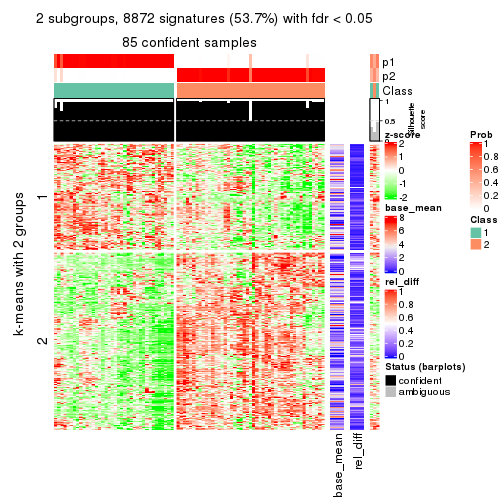 2 subgroups, 8872 signatures (53.7%) with fdr < 0.05
85 confident samples
p1
p2
Class
1
0.5
Silhouette
score
k-means with 2 groups
1
2
base_mean
rel_diff
z-score
2
1
0
-1
-2
base_mean
8
6
4
2
0
rel_diff
1
0.8
0.6
0.4
0.2
0
Status (barplots)
confident
ambiguous
Prob
1
0.8
0.6
0.4
0.2
0
Class
1
2